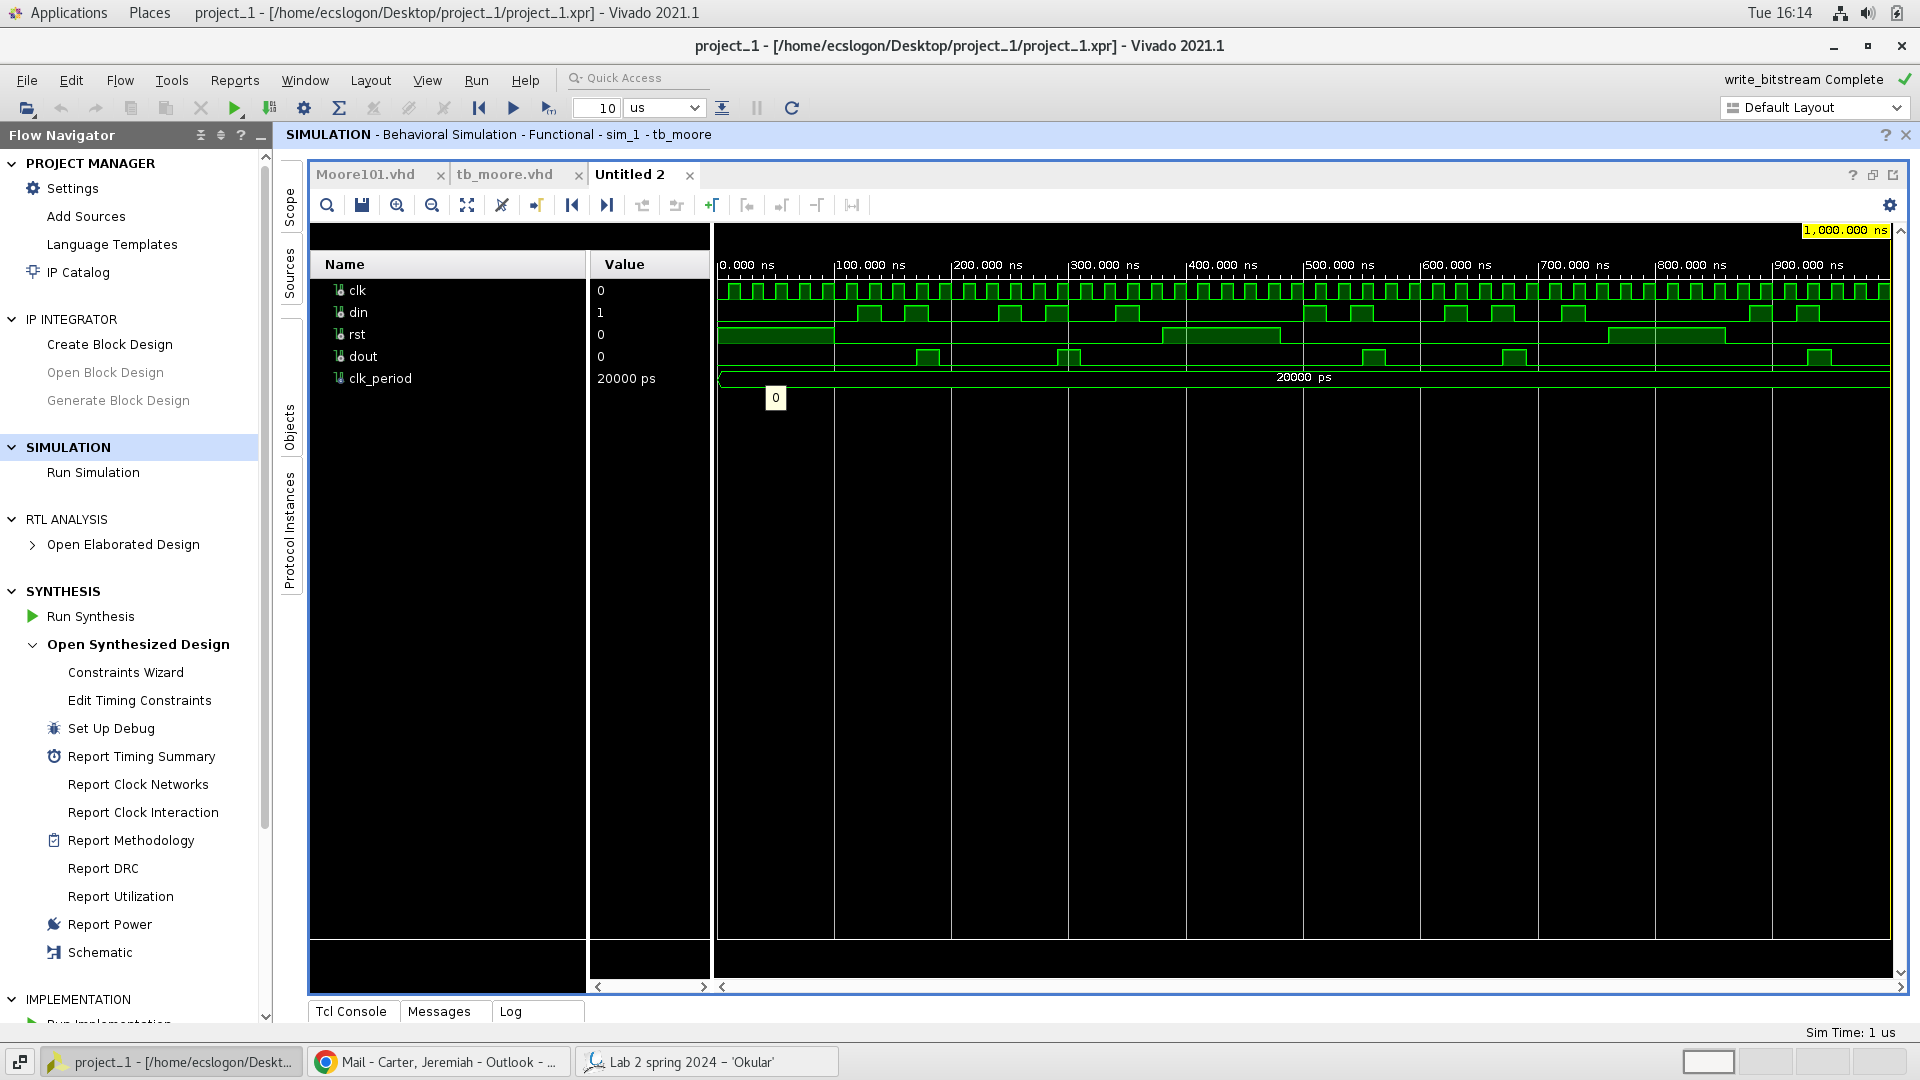 Applications Places project_1 - [/home/ecslogon/Desktop/project_1/project_1.xpr] - Vivado 2021.1 Tue 16:14
project_1 - [/home/ecslogon/Desktop/project_1/project_1.xpr] - Vivado 2021.1
File Edit Flow Tools Reports Window Layout View Run Help Quick Access write_bitstream Complete
10 us Default Layout
Flow Navigator
SIMULATION - Behavioral Simulation - Functional - sim_1 - tb_moore
PROJECT MANAGER
Settings
Add Sources
Language Templates
IP Catalog
IP INTEGRATOR
Create Block Design
Open Block Design
Generate Block Design
SIMULATION
Run Simulation
RTL ANALYSIS
Open Elaborated Design
SYNTHESIS
Run Synthesis
Open Synthesized Design
Constraints Wizard
Edit Timing Constraints
Set Up Debug
Report Timing Summary
Report Clock Networks
Report Clock Interaction
Report Methodology
Report DRC
Report Utilization
Report Power
Schematic
IMPLEMENTATION
Run Implementation
Scope
Sources
Objects
Protocol Instances
Moore101.vhd tb_moore.vhd Untitled 2
1,000.000 ns
Name Value
0.000 ns 100.000 ns 200.000 ns 300.000 ns 400.000 ns 500.000 ns 600.000 ns 700.000 ns 800.000 ns 900.000 ns
clk 0
din 1
rst 0
dout 0
clk_period 20000 ps 20000 ps
0
Tcl Console Messages Log
Sim Time: 1 us
project_1 - [/home/ecslogon/Deskt... Mail - Carter, Jeremiah - Outlook - ... Lab 2 spring 2024 – 'Okular'